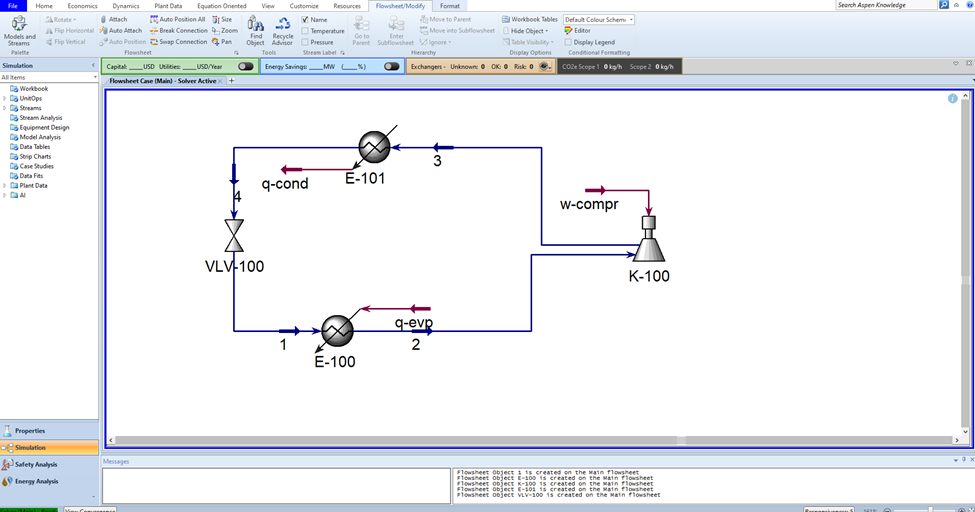 File Home Economics Dynamics Plant Data Equation Oriented View Customize Resources Flowsheet/Modify Format Search Aspen Knowledge
Models and Streams
Palette
Rotate
Flip Horizontal
Flip Vertical
Attach
Auto Attach
Auto Position
Auto Position All
Break Connection
Swap Connection
Size
Zoom
Pan
Flowsheet
Find Object
Recycle Advisor
Tools
Name
Temperature
Pressure
Stream Label
Go to Parent
Enter Subflowsheet
Move to Parent
Move into Subflowsheet
Ignore
Hierarchy
Workbook Tables
Hide Object
Table Visibility
Display Options
Default Colour Scheme
Editor
Display Legend
Conditional Formatting
Simulation
Capital: ___ USD Utilities: ___ USD/Year
Energy Savings: ___ MW (___ %)
Exchangers - Unknown: 0 OK: 0 Risk: 0
CO2e Scope 1 0 kg/h Scope 2 0 kg/h
All Items
Flowsheet Case (Main) - Solver Active
Workbook
UnitOps
Streams
Stream Analysis
Equipment Design
Model Analysis
Data Tables
Strip Charts
Case Studies
Data Fits
Plant Data
AI
3
q-cond
E-101
4
w-compr
VLV-100
K-100
q-evp
1
2
E-100
Properties
Simulation
Safety Analysis
Energy Analysis
Messages
Flowsheet Object 1 is created on the Main flowsheet
Flowsheet Object E-100 is created on the Main flowsheet
Flowsheet Object K-100 is created on the Main flowsheet
Flowsheet Object E-101 is created on the Main flowsheet
Flowsheet Object VLV-100 is created on the Main flowsheet
View Convergence